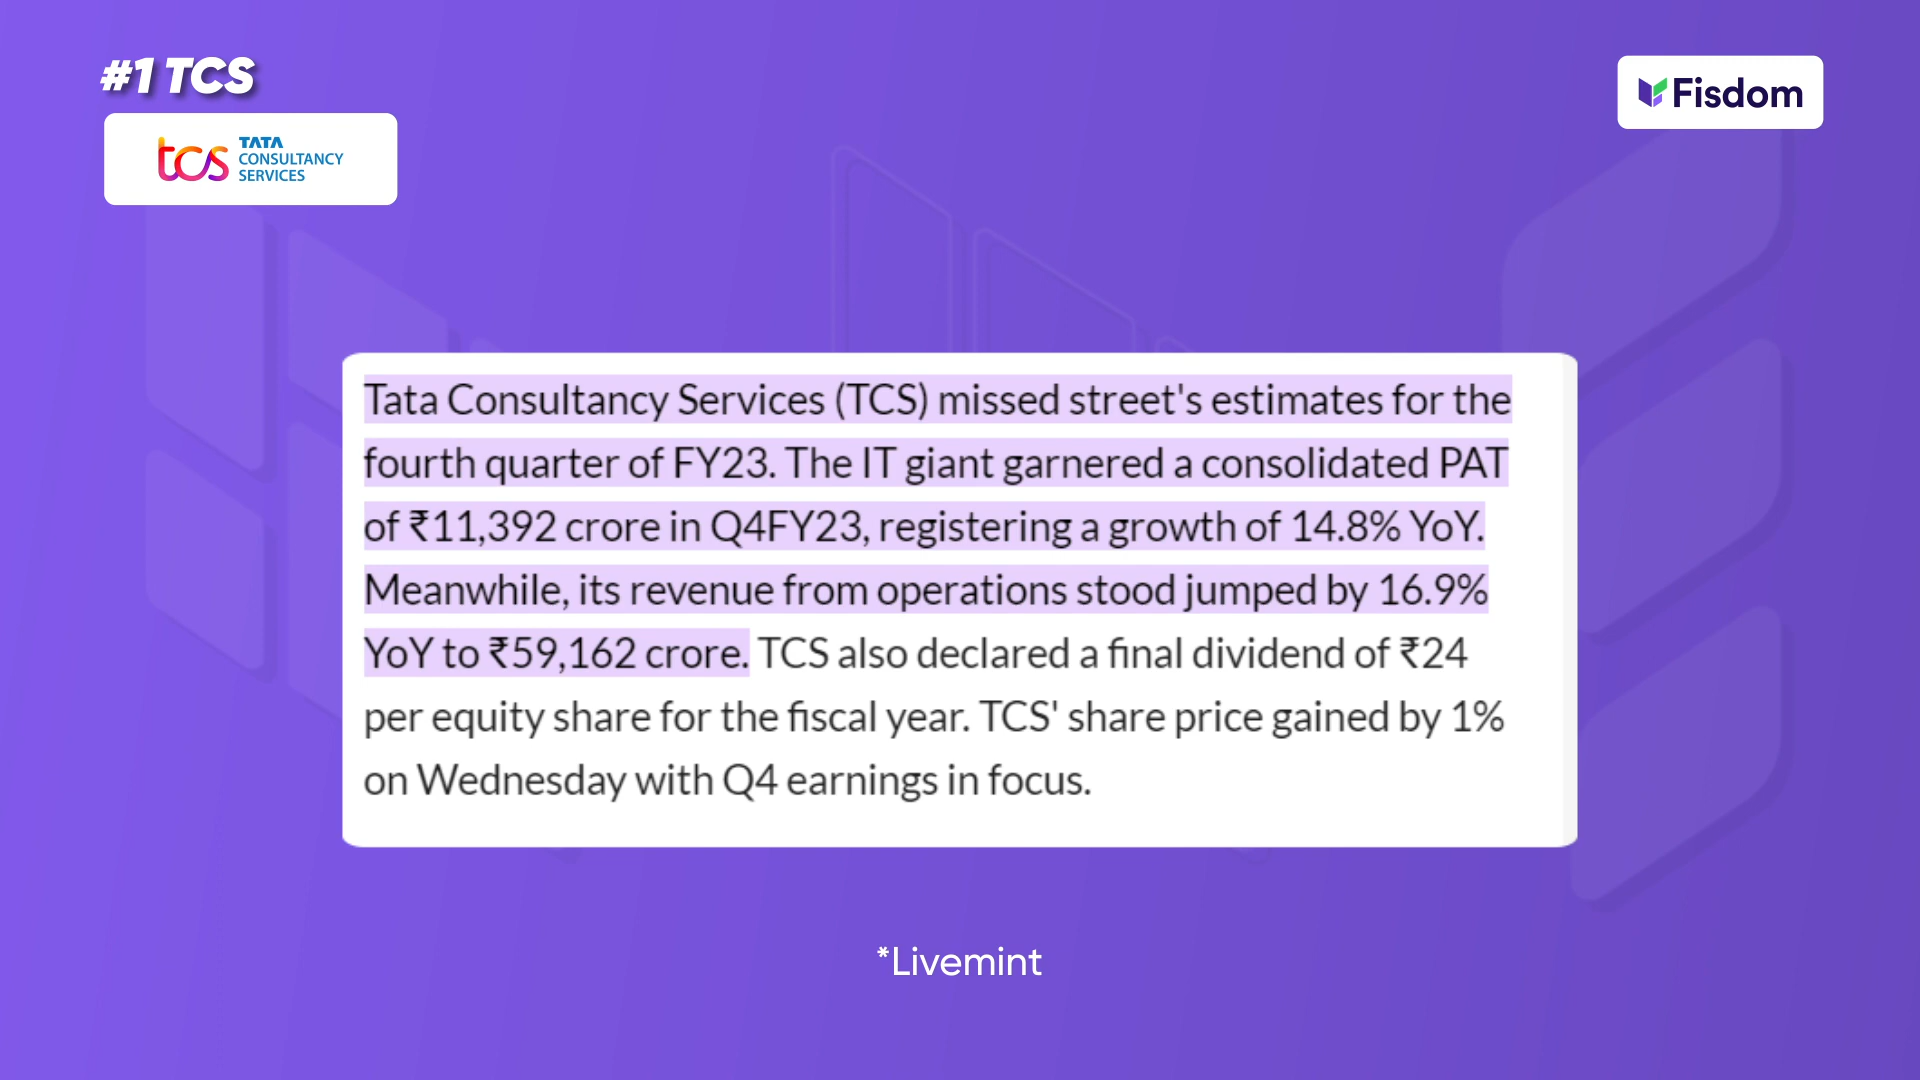 #1 TCS
tcs TATA
CONSULTANCY
SERVICES
Fisdom
Tata Consultancy Services (TCS) missed street's estimates for the
fourth quarter of FY23. The IT giant garnered a consolidated PAT
of ₹11,392 crore in Q4FY23, registering a growth of 14.8% YoY.
Meanwhile, its revenue from operations stood jumped by 16.9%
YoY to ₹59,162 crore. TCS also declared a final dividend of ₹24
per equity share for the fiscal year. TCS' share price gained by 1%
on Wednesday with Q4 earnings in focus.
*Livemint